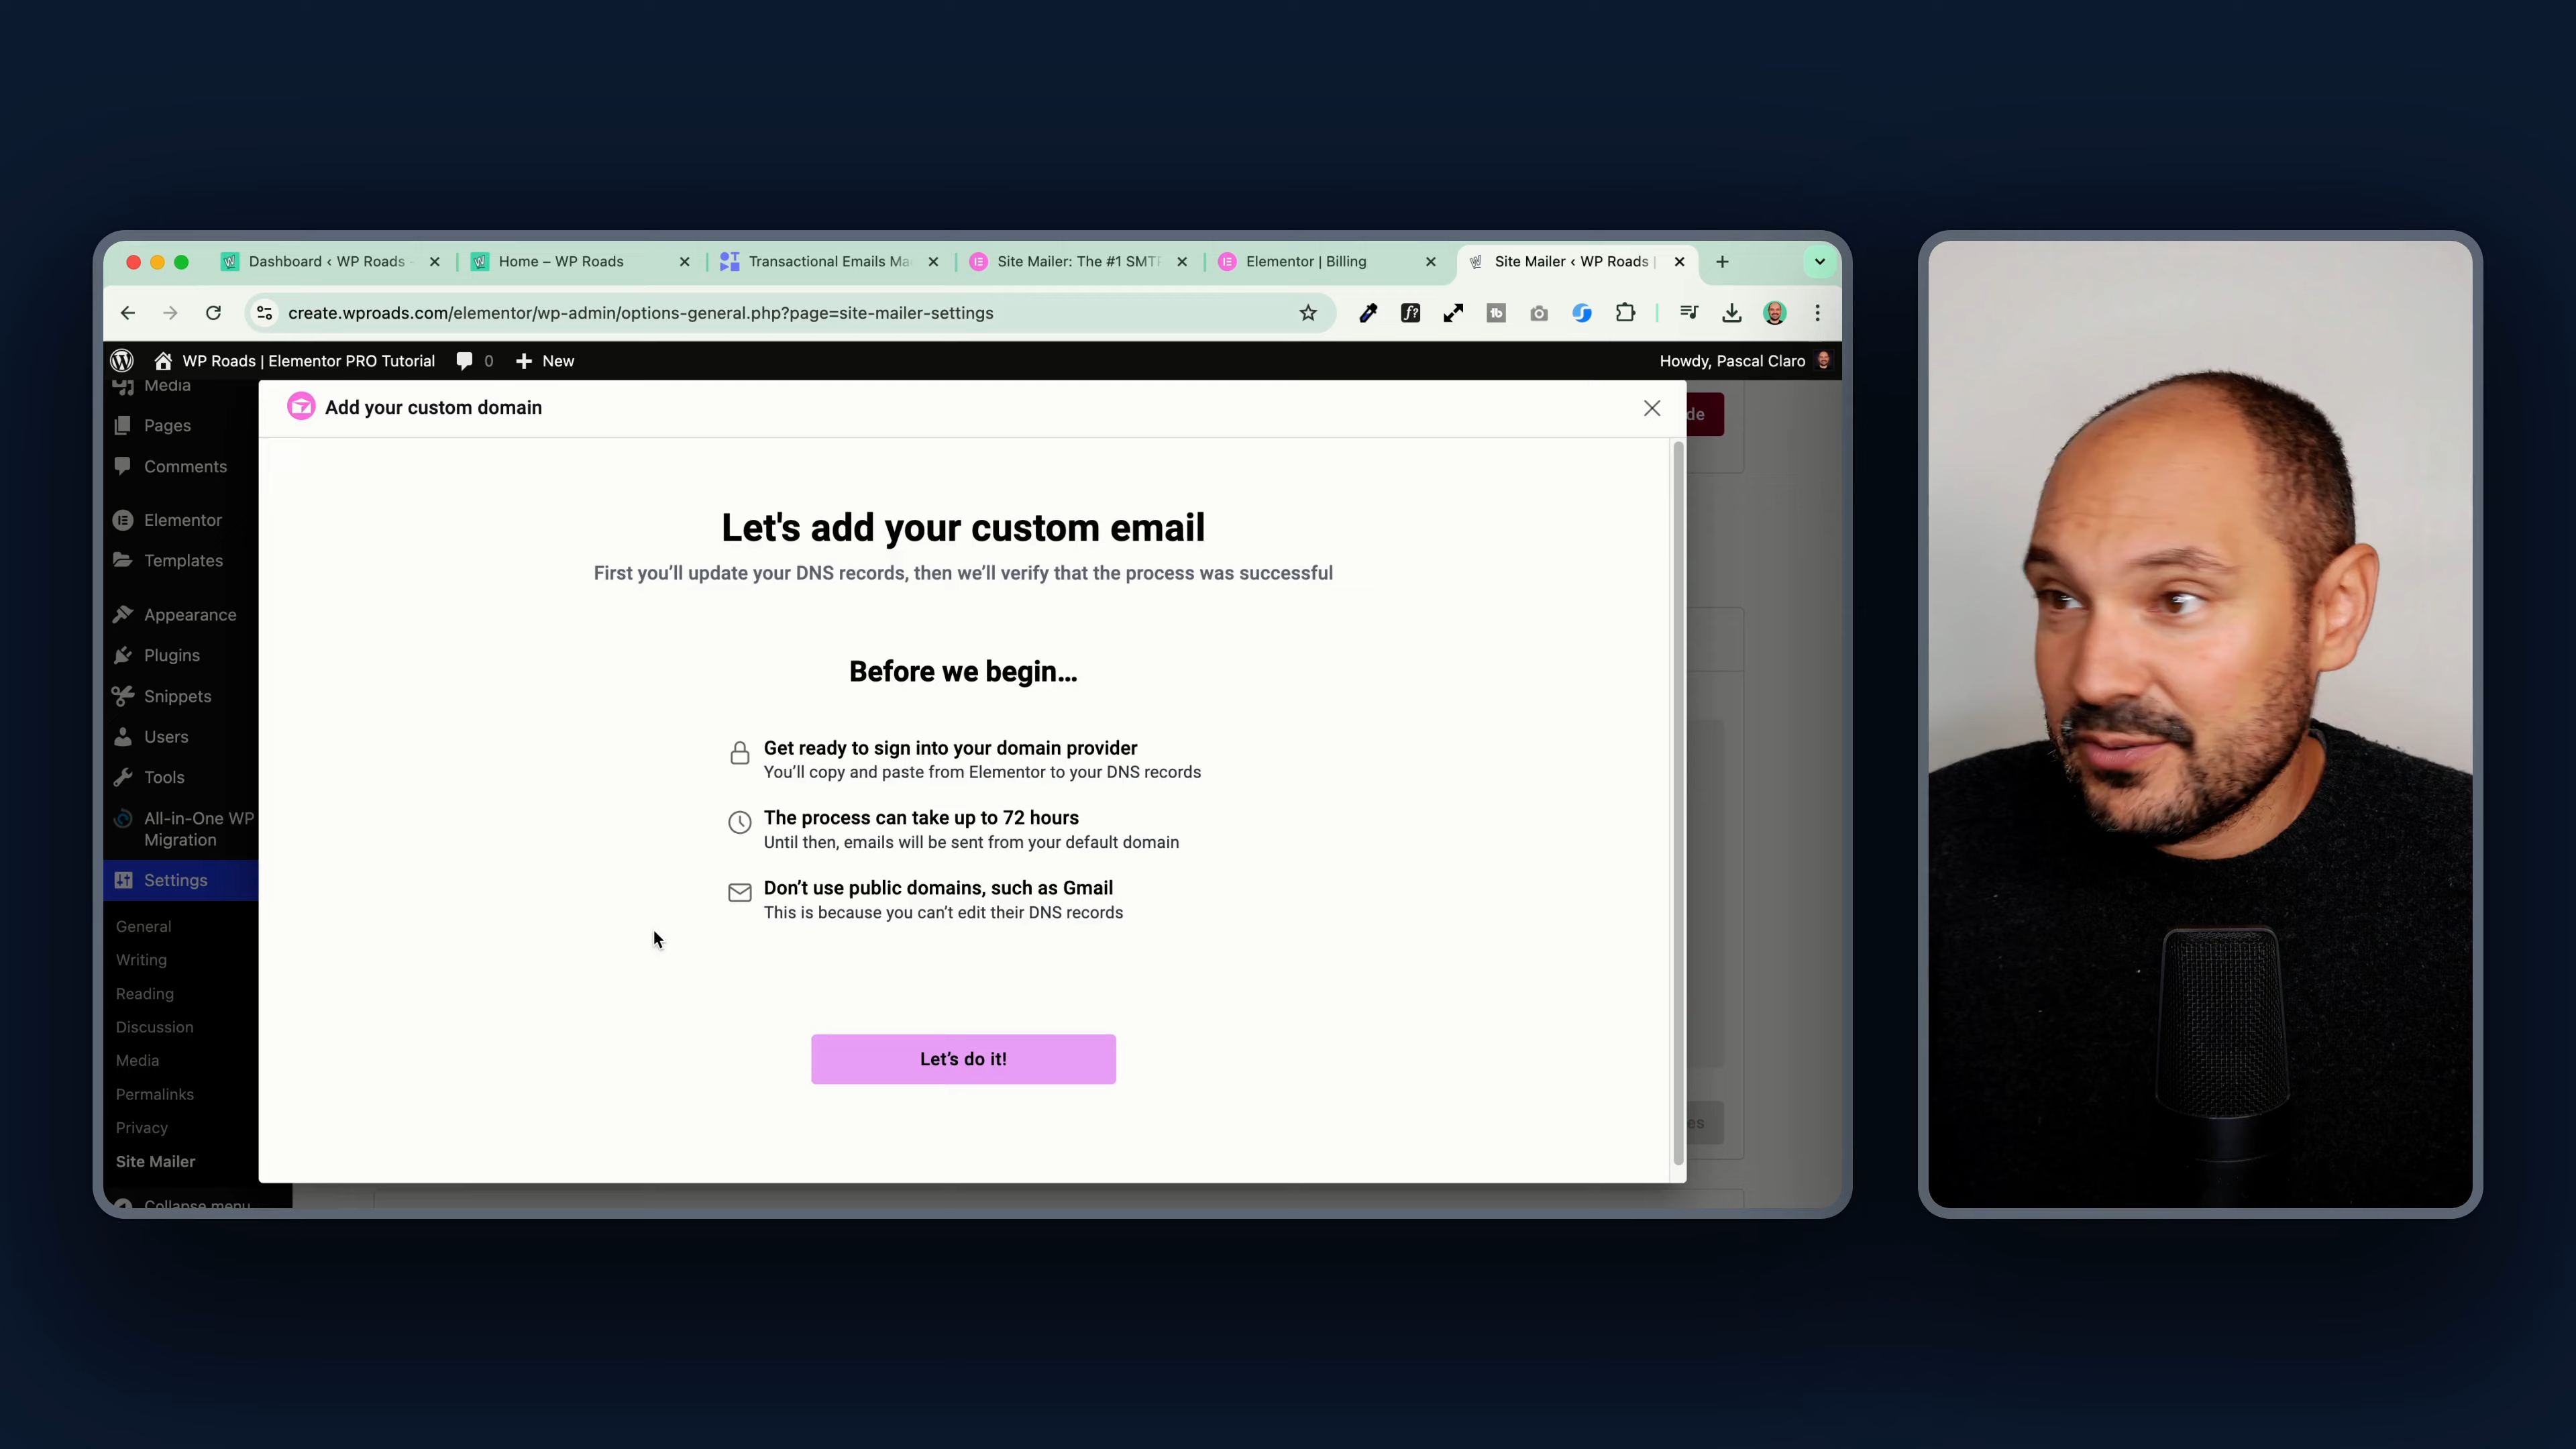 Dashboard ‹ WP Roads -
Home – WP Roads
Transactional Emails Ma
Site Mailer: The #1 SMT
Elementor | Billing
Site Mailer ‹ WP Roads |
create.wproads.com/elementor/wp-admin/options-general.php?page=site-mailer-settings
WP Roads | Elementor PRO Tutorial
0
New
Howdy, Pascal Claro
Media
Pages
Comments
Elementor
Templates
Appearance
Plugins
Snippets
Users
Tools
All-in-One WP
Migration
Settings
General
Writing
Reading
Discussion
Media
Permalinks
Privacy
Site Mailer
Collapse menu
Add your custom domain
de
Let's add your custom email
First you’ll update your DNS records, then we’ll verify that the process was successful
Before we begin...
Get ready to sign into your domain provider
You’ll copy and paste from Elementor to your DNS records
The process can take up to 72 hours
Until then, emails will be sent from your default domain
Don’t use public domains, such as Gmail
This is because you can’t edit their DNS records
Let’s do it!
es